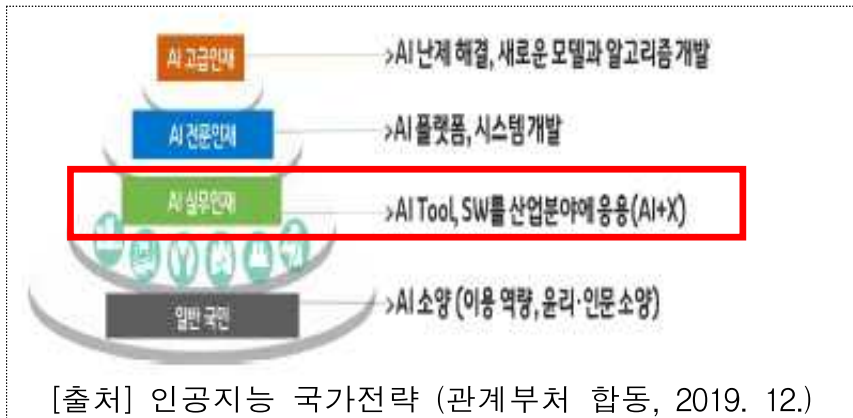 AI 고급인재 >AI 난제 해결, 새로운 모델과 알고리즘 개발
AI 전문인재 >AI 플랫폼, 시스템 개발
AI 실무인재 >AI Tool, SW를 산업분야에 응용(AI+X)
일반 국민 >AI 소양 (이용 역량, 윤리·인문 소양)
[출처] 인공지능 국가전략 (관계부처 합동, 2019. 12.)